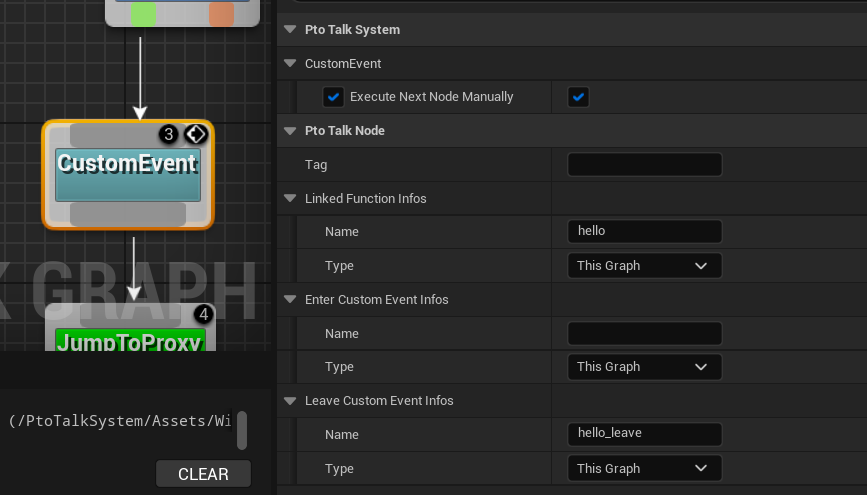 3
CustomEvent
K GRAPH
4
JumpToProxy
(/PtoTalkSystem/Assets/Wi
CLEAR
Pto Talk System
CustomEvent
Execute Next Node Manually
Pto Talk Node
Tag
Linked Function Infos
Name hello
Type This Graph
Enter Custom Event Infos
Name
Type This Graph
Leave Custom Event Infos
Name hello_leave
Type This Graph